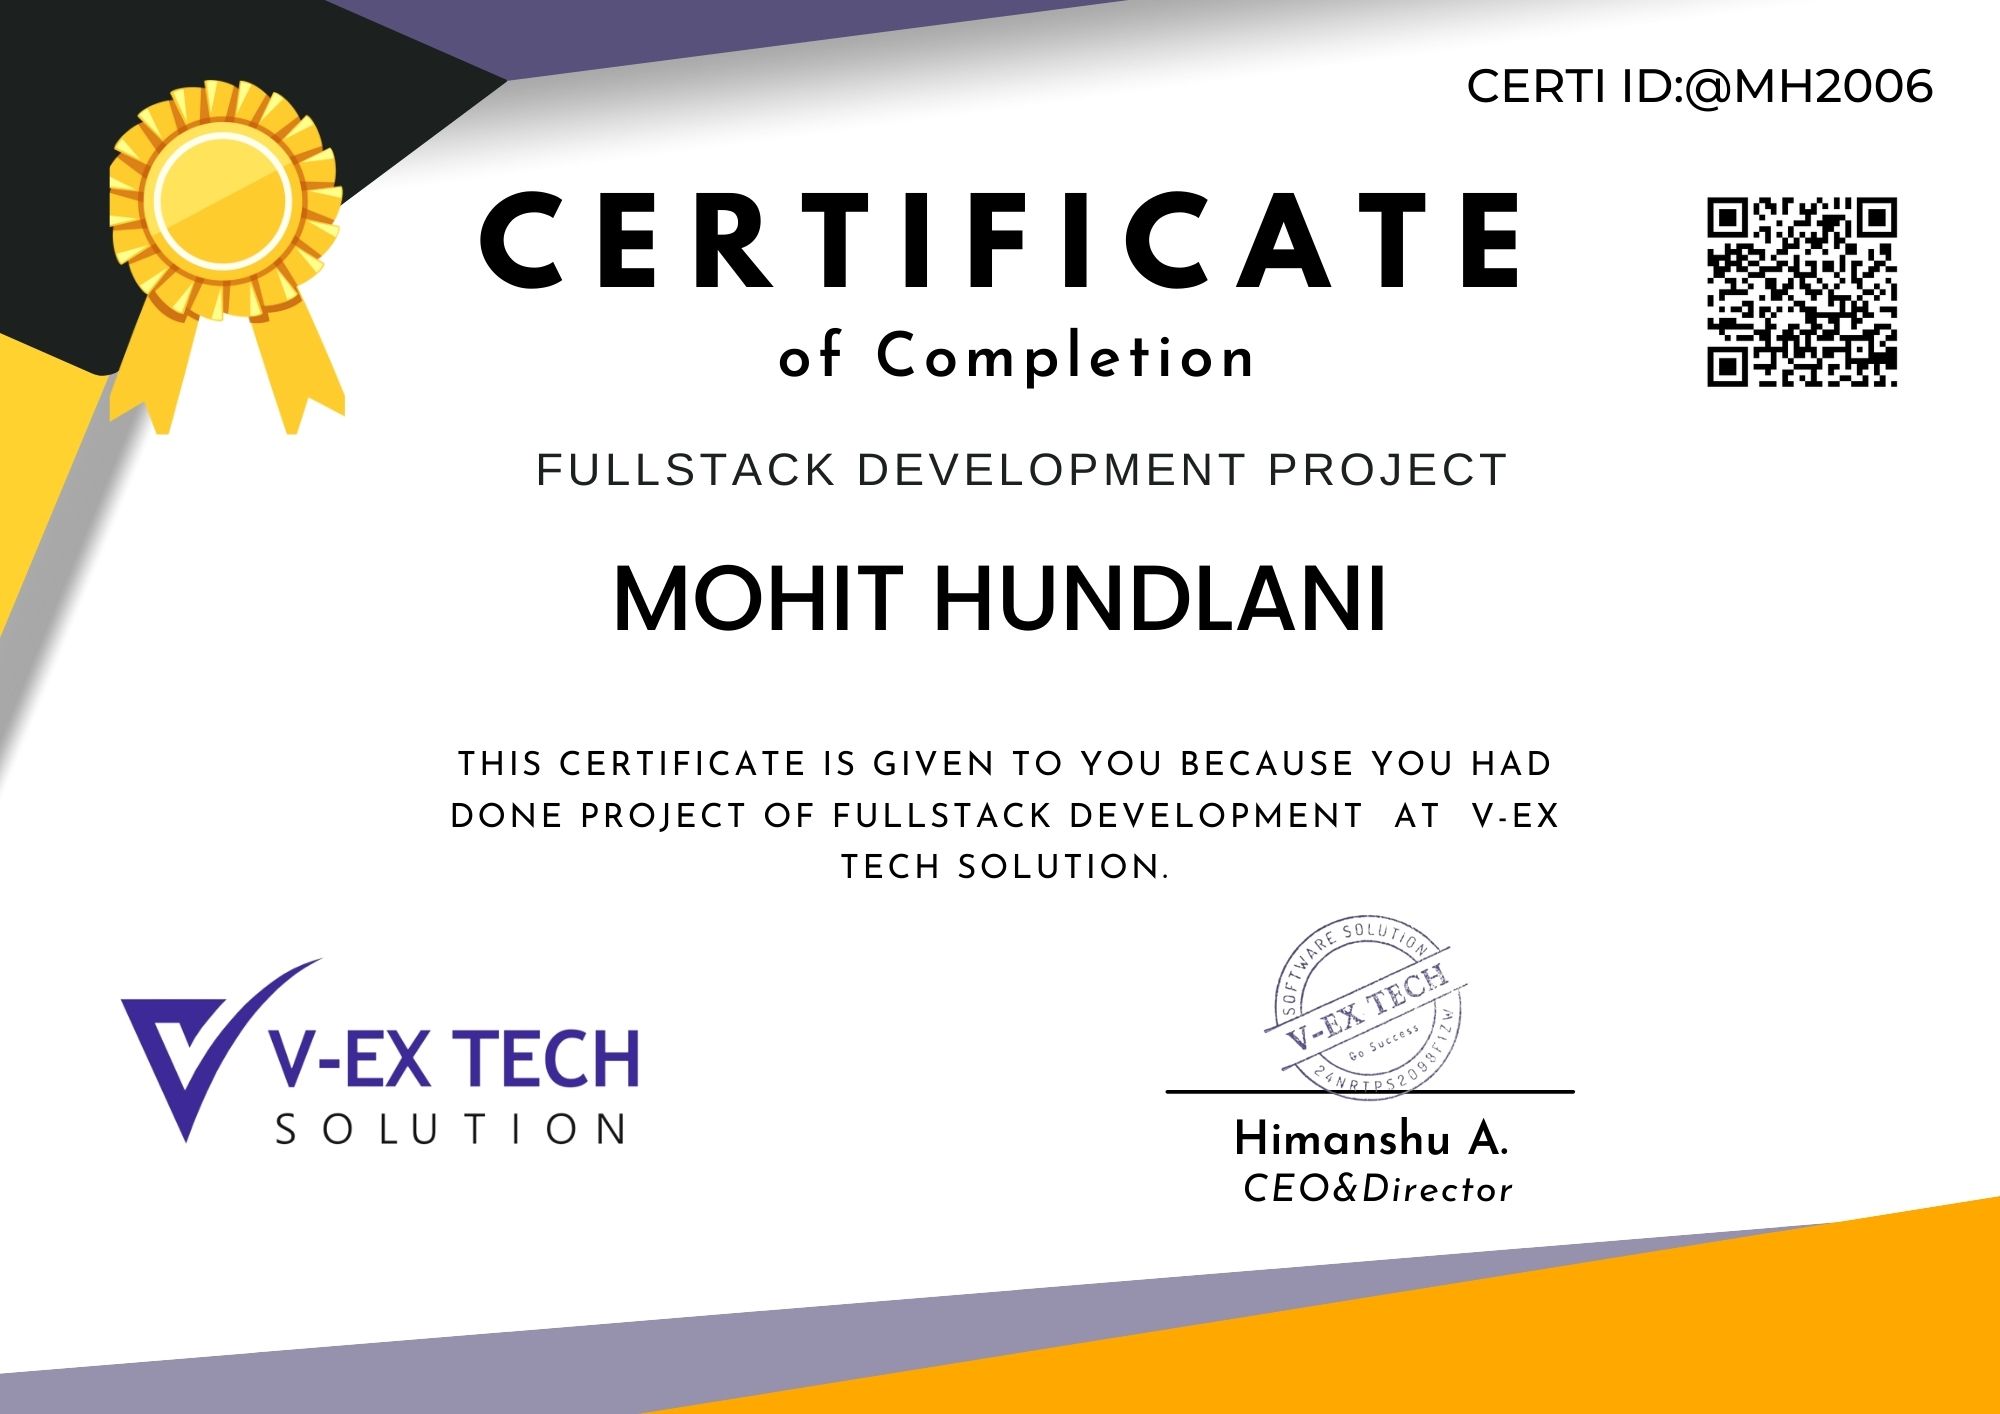 CERTI ID:@MH2006
CERTIFICATE
of Completion
FULLSTACK DEVELOPMENT PROJECT
MOHIT HUNDLANI
THIS CERTIFICATE IS GIVEN TO YOU BECAUSE YOU HAD
DONE PROJECT OF FULLSTACK DEVELOPMENT AT V-EX
TECH SOLUTION.
SOFTWARE SOLUTION
V-EX TECH
Go Success
24NRTPS2098F1ZW
V-EX TECH
SOLUTION
Himanshu A.
CEO&Director